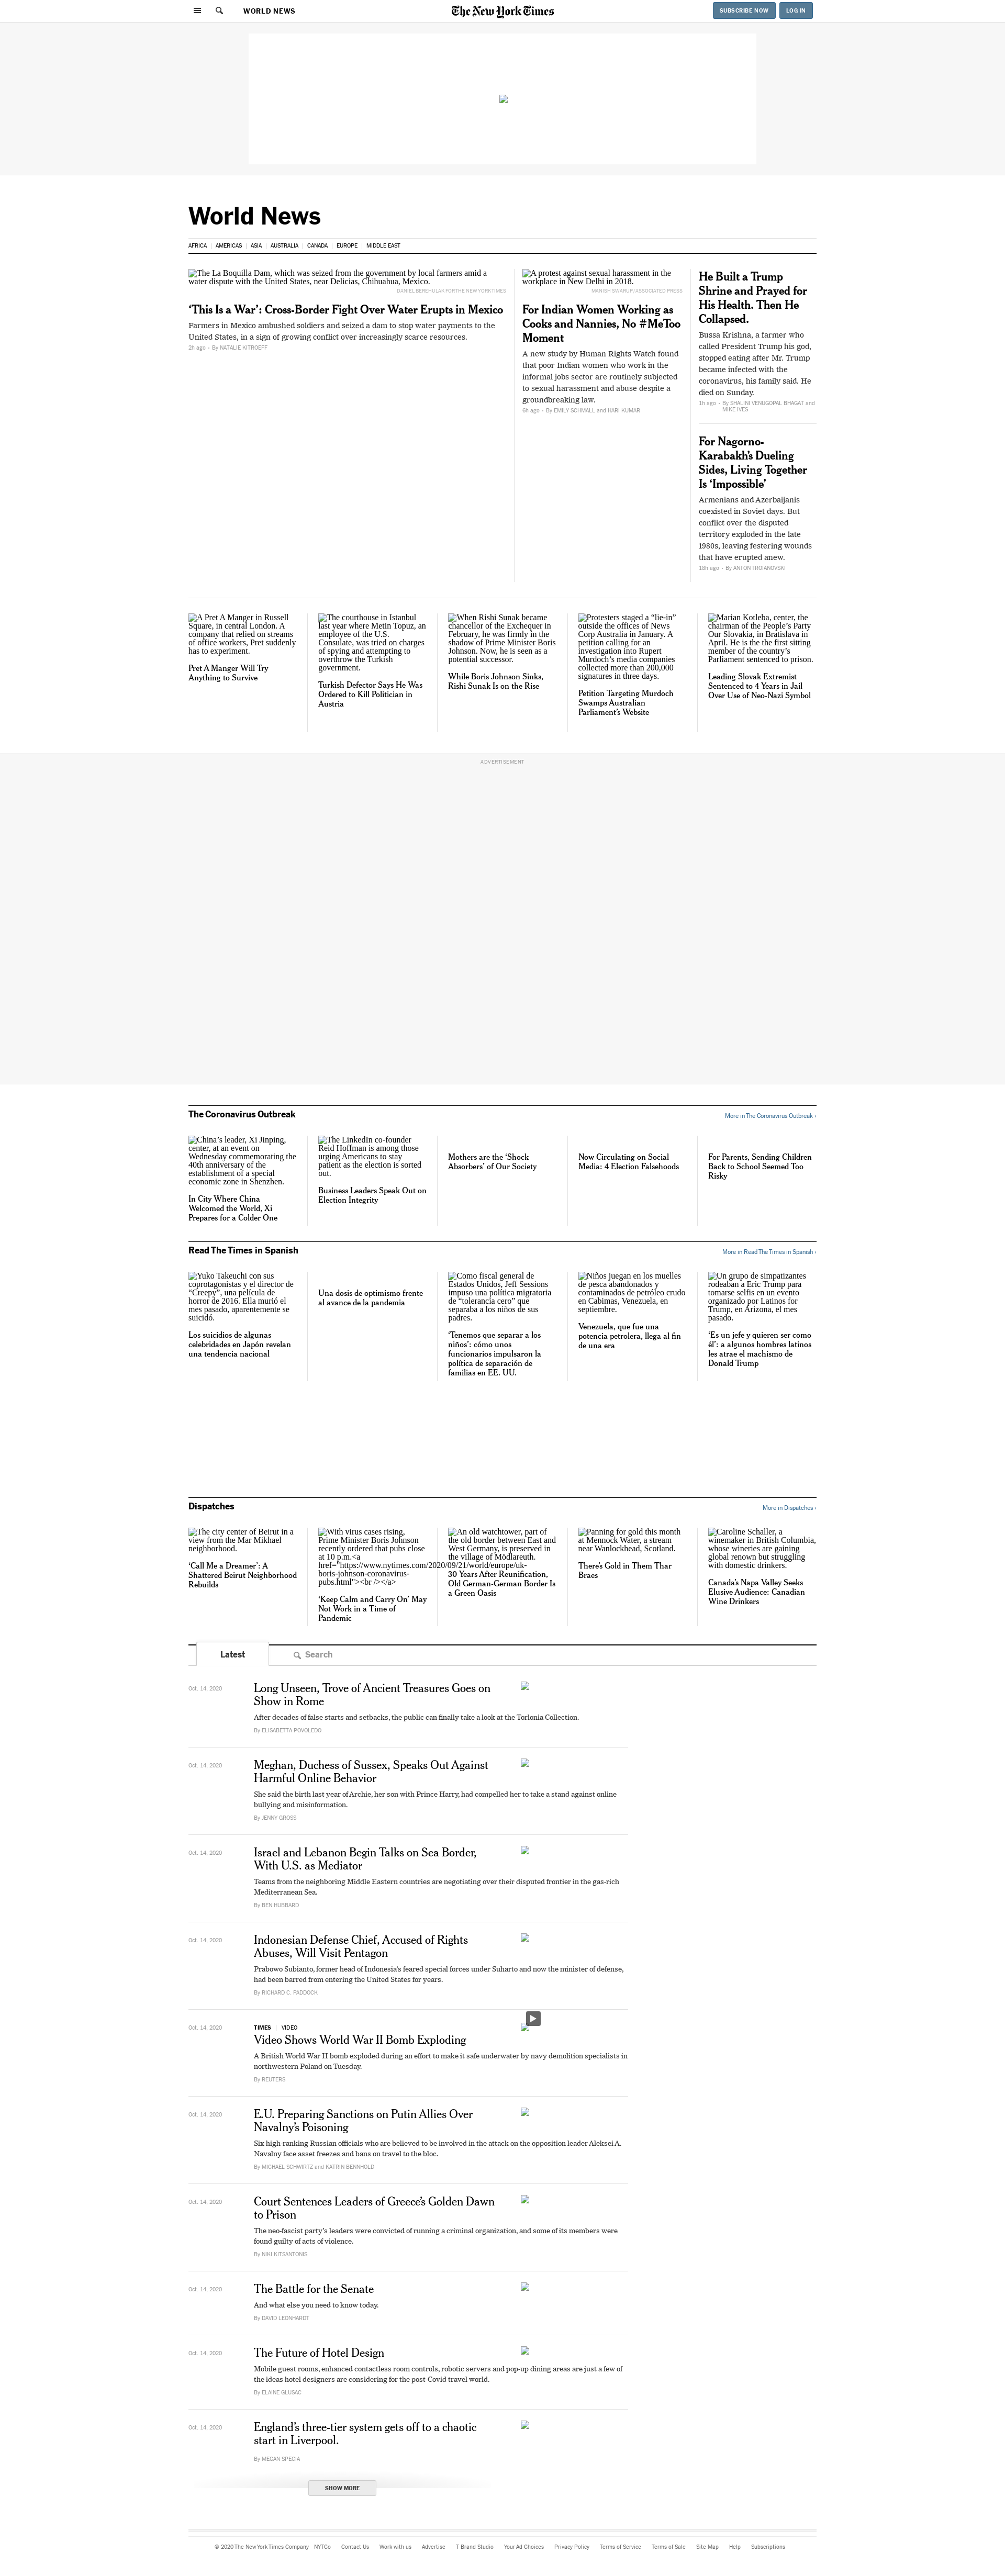 WORLD NEWS
The New York Times
SUBSCRIBE NOW
LOG IN
World News
AFRICA
AMERICAS
ASIA
AUSTRALIA
CANADA
EUROPE
MIDDLE EAST
The La Boquilla Dam, which was seized from the government by local farmers amid a
water dispute with the United States, near Delicias, Chihuahua, Mexico.
DANIEL BEREHULAK FOR THE NEW YORK TIMES
‘This Is a War’: Cross-Border Fight Over Water Erupts in Mexico
Farmers in Mexico ambushed soldiers and seized a dam to stop water payments to the
United States, in a sign of growing conflict over increasingly scarce resources.
2h ago - By NATALIE KITROEFF
A protest against sexual harassment in the
workplace in New Delhi in 2018.
MANISH SWARUP/ASSOCIATED PRESS
For Indian Women Working as
Cooks and Nannies, No #MeToo
Moment
A new study by Human Rights Watch found
that poor Indian women who work in the
informal jobs sector are routinely subjected
to sexual harassment and abuse despite a
groundbreaking law.
6h ago - By EMILY SCHMALL and HARI KUMAR
He Built a Trump
Shrine and Prayed for
His Health. Then He
Collapsed.
Bussa Krishna, a farmer who
called President Trump his god,
stopped eating after Mr. Trump
became infected with the
coronavirus, his family said. He
died on Sunday.
1h ago - By SHALINI VENUGOPAL BHAGAT and
MIKE IVES
For Nagorno-
Karabakh’s Dueling
Sides, Living Together
Is ‘Impossible’
Armenians and Azerbaijanis
coexisted in Soviet days. But
conflict over the disputed
territory exploded in the late
1980s, leaving festering wounds
that have erupted anew.
18h ago - By ANTON TROIANOVSKI
A Pret A Manger in Russell
Square, in central London. A
company that relied on streams
of office workers, Pret suddenly
has to experiment.
Pret A Manger Will Try
Anything to Survive
The courthouse in Istanbul
last year where Metin Topuz, an
employee of the U.S.
Consulate, was tried on charges
of spying and attempting to
overthrow the Turkish
government.
Turkish Defector Says He Was
Ordered to Kill Politician in
Austria
When Rishi Sunak became
chancellor of the Exchequer in
February, he was firmly in the
shadow of Prime Minister Boris
Johnson. Now, he is seen as a
potential successor.
While Boris Johnson Sinks,
Rishi Sunak Is on the Rise
Protesters staged a “lie-in”
outside the offices of News
Corp Australia in January. A
petition calling for an
investigation into Rupert
Murdoch’s media companies
collected more than 200,000
signatures in three days.
Petition Targeting Murdoch
Swamps Australian
Parliament’s Website
Marian Kotleba, center, the
chairman of the People’s Party
Our Slovakia, in Bratislava in
April. He is the the first sitting
member of the country’s
Parliament sentenced to prison.
Leading Slovak Extremist
Sentenced to 4 Years in Jail
Over Use of Neo-Nazi Symbol
ADVERTISEMENT
The Coronavirus Outbreak
More in The Coronavirus Outbreak ›
China’s leader, Xi Jinping,
center, at an event on
Wednesday commemorating the
40th anniversary of the
establishment of a special
economic zone in Shenzhen.
In City Where China
Welcomed the World, Xi
Prepares for a Colder One
The LinkedIn co-founder
Reid Hoffman is among those
urging Americans to stay
patient as the election is sorted
out.
Business Leaders Speak Out on
Election Integrity
Mothers are the ‘Shock
Absorbers’ of Our Society
Now Circulating on Social
Media: 4 Election Falsehoods
For Parents, Sending Children
Back to School Seemed Too
Risky
Read The Times in Spanish
More in Read The Times in Spanish ›
Yuko Takeuchi con sus
coprotagonistas y el director de
“Creepy”, una película de
horror de 2016. Ella murió el
mes pasado, aparentemente se
suicidó.
Los suicidios de algunas
celebridades en Japón revelan
una tendencia nacional
Una dosis de optimismo frente
al avance de la pandemia
Como fiscal general de
Estados Unidos, Jeff Sessions
impuso una política migratoria
de “tolerancia cero” que
separaba a los niños de sus
padres.
‘Tenemos que separar a los
niños’: cómo unos
funcionarios impulsaron la
política de separación de
familias en EE. UU.
Niños juegan en los muelles
de pesca abandonados y
contaminados de petróleo crudo
en Cabimas, Venezuela, en
septiembre.
Venezuela, que fue una
potencia petrolera, llega al fin
de una era
Un grupo de simpatizantes
rodeaban a Eric Trump para
tomarse selfis en un evento
organizado por Latinos for
Trump, en Arizona, el mes
pasado.
‘Es un jefe y quieren ser como
él’: a algunos hombres latinos
les atrae el machismo de
Donald Trump
Dispatches
More in Dispatches ›
The city center of Beirut in a
view from the Mar Mikhael
neighborhood.
‘Call Me a Dreamer’: A
Shattered Beirut Neighborhood
Rebuilds
With virus cases rising,
Prime Minister Boris Johnson
recently ordered that pubs close
at 10 p.m.<a
href="https://www.nytimes.com/2020/09/21/world/europe/uk-
boris-johnson-coronavirus-
pubs.html"><br /></a>
‘Keep Calm and Carry On’ May
Not Work in a Time of
Pandemic
An old watchtower, part of
the old border between East and
West Germany, is preserved in
the village of Mödlareuth.
30 Years After Reunification,
Old German-German Border Is
a Green Oasis
Panning for gold this month
at Mennock Water, a stream
near Wanlockhead, Scotland.
There’s Gold in Them Thar
Braes
Caroline Schaller, a
winemaker in British Columbia,
whose wineries are gaining
global renown but struggling
with domestic drinkers.
Canada’s Napa Valley Seeks
Elusive Audience: Canadian
Wine Drinkers
Latest
Search
Oct. 14, 2020
Long Unseen, Trove of Ancient Treasures Goes on
Show in Rome
After decades of false starts and setbacks, the public can finally take a look at the Torlonia Collection.
By ELISABETTA POVOLEDO
Oct. 14, 2020
Meghan, Duchess of Sussex, Speaks Out Against
Harmful Online Behavior
She said the birth last year of Archie, her son with Prince Harry, had compelled her to take a stand against online
bullying and misinformation.
By JENNY GROSS
Oct. 14, 2020
Israel and Lebanon Begin Talks on Sea Border,
With U.S. as Mediator
Teams from the neighboring Middle Eastern countries are negotiating over their disputed frontier in the gas-rich
Mediterranean Sea.
By BEN HUBBARD
Oct. 14, 2020
Indonesian Defense Chief, Accused of Rights
Abuses, Will Visit Pentagon
Prabowo Subianto, former head of Indonesia’s feared special forces under Suharto and now the minister of defense,
had been barred from entering the United States for years.
By RICHARD C. PADDOCK
Oct. 14, 2020
TIMES | VIDEO
Video Shows World War II Bomb Exploding
A British World War II bomb exploded during an effort to make it safe underwater by navy demolition specialists in
northwestern Poland on Tuesday.
By REUTERS
Oct. 14, 2020
E.U. Preparing Sanctions on Putin Allies Over
Navalny’s Poisoning
Six high-ranking Russian officials who are believed to be involved in the attack on the opposition leader Aleksei A.
Navalny face asset freezes and bans on travel to the bloc.
By MICHAEL SCHWIRTZ and KATRIN BENNHOLD
Oct. 14, 2020
Court Sentences Leaders of Greece’s Golden Dawn
to Prison
The neo-fascist party’s leaders were convicted of running a criminal organization, and some of its members were
found guilty of acts of violence.
By NIKI KITSANTONIS
Oct. 14, 2020
The Battle for the Senate
And what else you need to know today.
By DAVID LEONHARDT
Oct. 14, 2020
The Future of Hotel Design
Mobile guest rooms, enhanced contactless room controls, robotic servers and pop-up dining areas are just a few of
the ideas hotel designers are considering for the post-Covid travel world.
By ELAINE GLUSAC
Oct. 14, 2020
England’s three-tier system gets off to a chaotic
start in Liverpool.
By MEGAN SPECIA
SHOW MORE
© 2020 The New York Times Company
NYTCo
Contact Us
Work with us
Advertise
T Brand Studio
Your Ad Choices
Privacy Policy
Terms of Service
Terms of Sale
Site Map
Help
Subscriptions